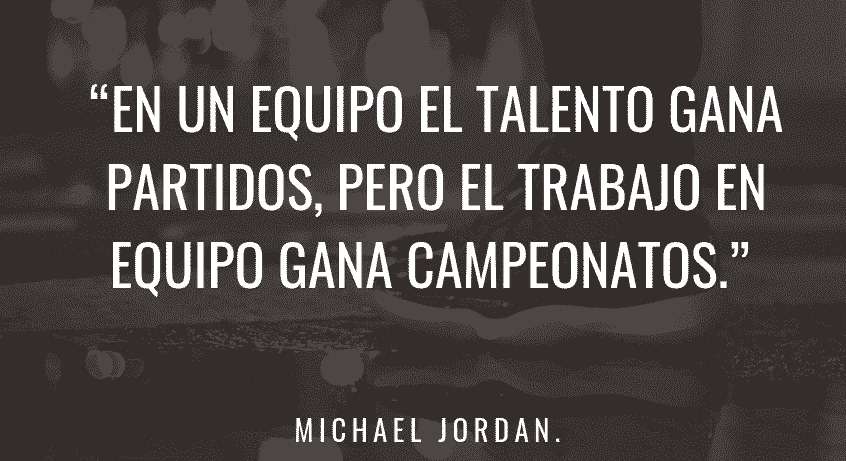 “EN UN EQUIPO EL TALENTO GANA
PARTIDOS, PERO EL TRABAJO EN
EQUIPO GANA CAMPEONATOS.”
MICHAEL JORDAN.